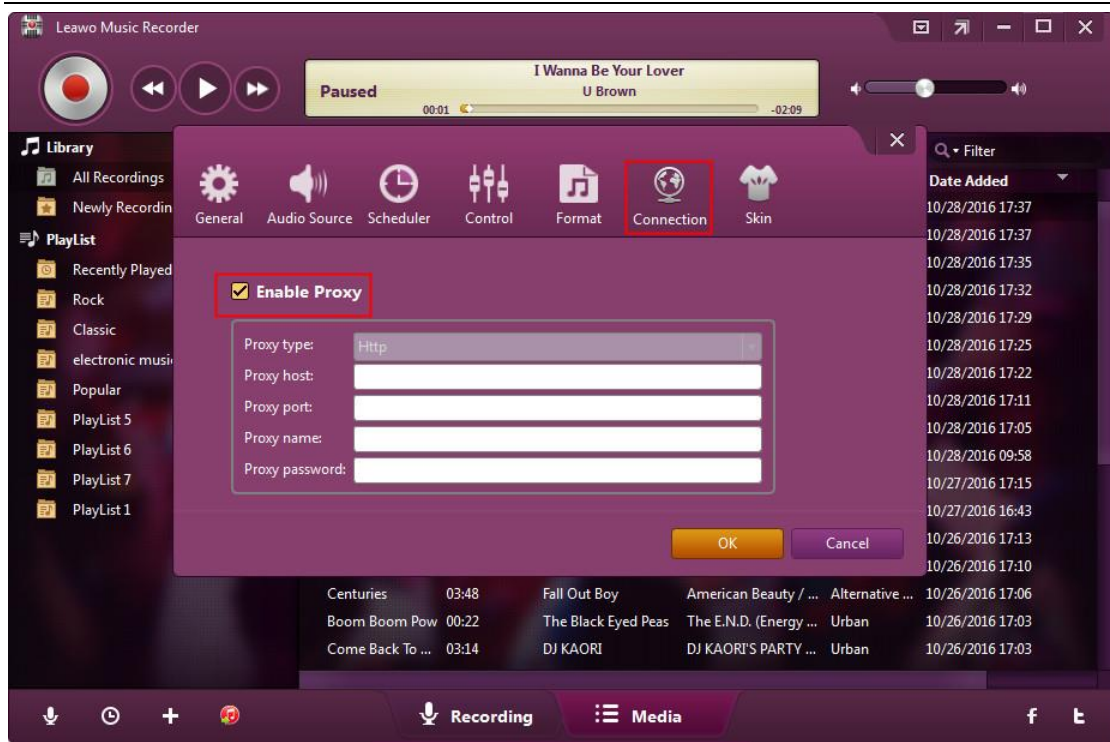 Leawo Music Recorder
I Wanna Be Your Lover
Paused
U Brown
00:01
-02:09
Library
All Recordings
Newly Recordin
PlayList
Recently Played
Rock
Classic
electronic musi
Popular
PlayList 5
PlayList 6
PlayList 7
PlayList 1
General Audio Source Scheduler Control Format Connection Skin
Enable Proxy
Proxy type: Http
Proxy host:
Proxy port:
Proxy name:
Proxy password:
OK Cancel
Filter
Date Added
10/28/2016 17:37
10/28/2016 17:37
10/28/2016 17:35
10/28/2016 17:32
10/28/2016 17:29
10/28/2016 17:25
10/28/2016 17:22
10/28/2016 17:11
10/28/2016 17:05
10/28/2016 09:58
10/27/2016 17:15
10/27/2016 16:43
10/26/2016 17:13
10/26/2016 17:10
Centuries 03:48 Fall Out Boy American Beauty / ... Alternative ... 10/26/2016 17:06
Boom Boom Pow 00:22 The Black Eyed Peas The E.N.D. (Energy ... Urban 10/26/2016 17:03
Come Back To ... 03:14 DJ KAORI DJ KAORI'S PARTY ... Urban 10/26/2016 17:03
Recording Media